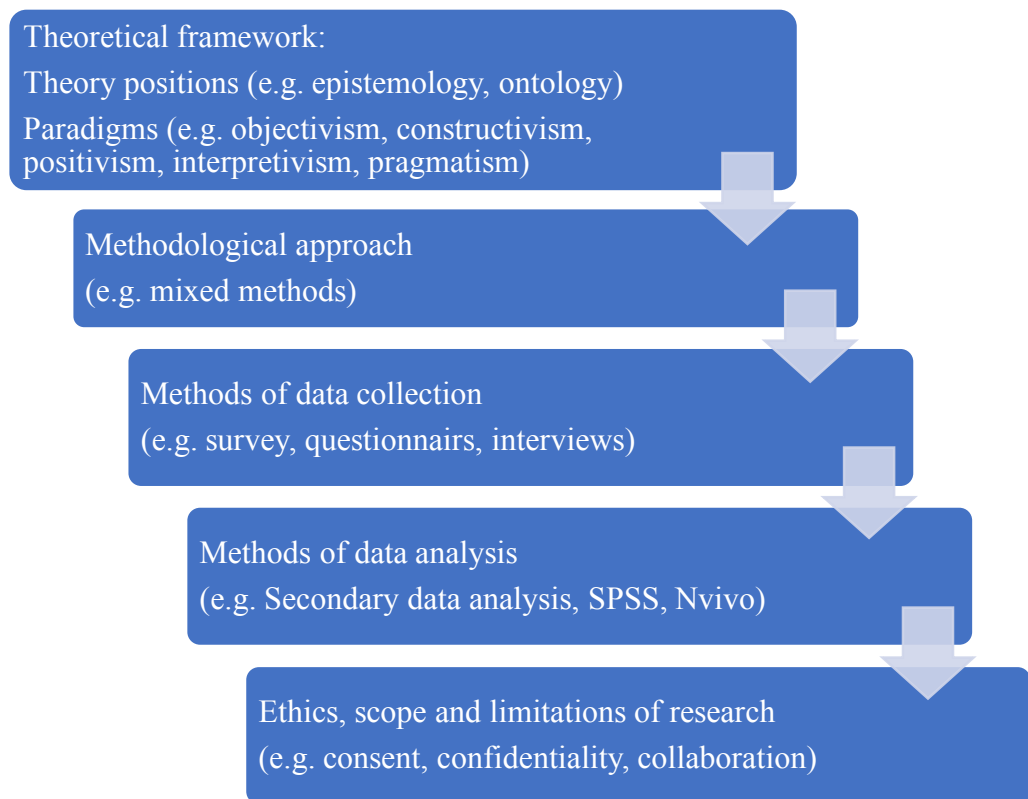 Theoretical framework:
Theory positions (e.g. epistemology, ontology)
Paradigms (e.g. objectivism, constructivism,
positivism, interpretivism, pragmatism)
Methodological approach
(e.g. mixed methods)
Methods of data collection
(e.g. survey, questionnairs, interviews)
Methods of data analysis
(e.g. Secondary data analysis, SPSS, Nvivo)
Ethics, scope and limitations of research
(e.g. consent, confidentiality, collaboration)